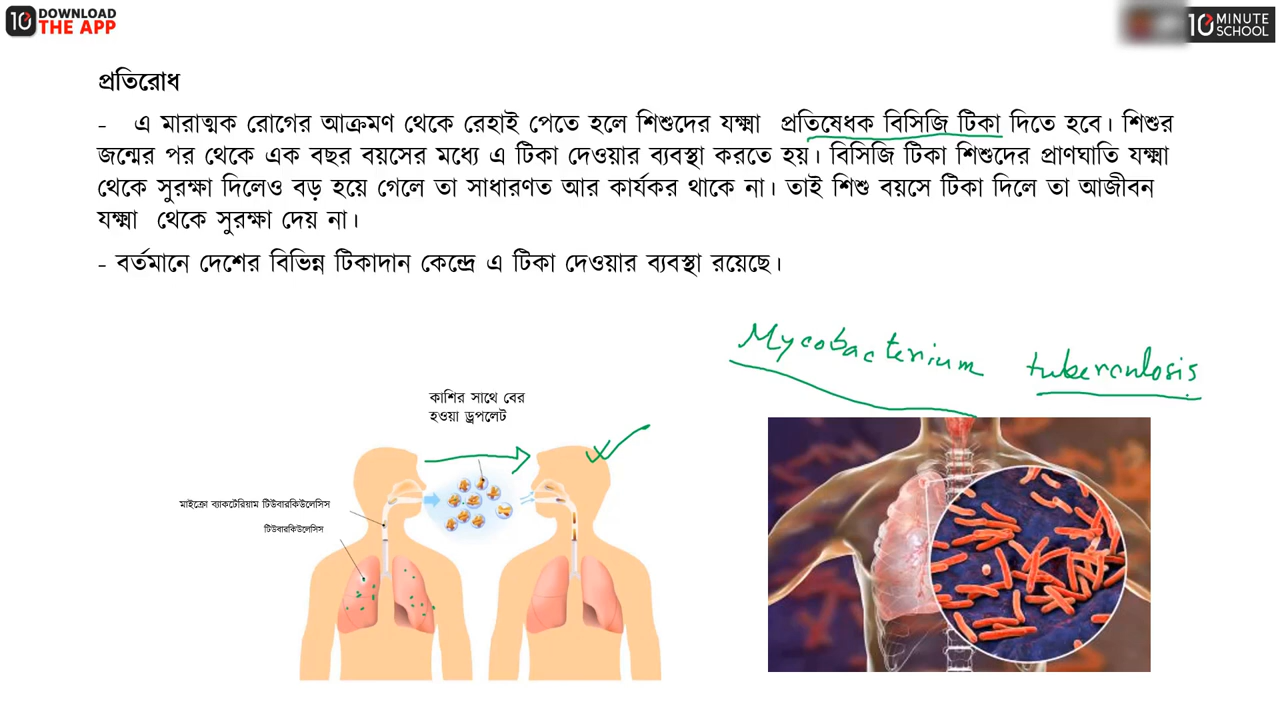 10 DOWNLOAD
THE APP
10 MINUTE
SCHOOL
প্রতিরোধ
- এ মারাত্মক রোগের আক্রমণ থেকে রেহাই পেতে হলে শিশুদের যক্ষ্মা প্রতিষেধক বিসিজি টিকা দিতে হবে। শিশুর
জন্মের পর থেকে এক বছর বয়সের মধ্যে এ টিকা দেওয়ার ব্যবস্থা করতে হয়। বিসিজি টিকা শিশুদের প্রাণঘাতি যক্ষ্মা
থেকে সুরক্ষা দিলেও বড় হয়ে গেলে তা সাধারণত আর কার্যকর থাকে না। তাই শিশু বয়সে টিকা দিলে তা আজীবন
যক্ষ্মা থেকে সুরক্ষা দেয় না।
- বর্তমানে দেশের বিভিন্ন টিকাদান কেন্দ্রে এ টিকা দেওয়ার ব্যবস্থা রয়েছে।
Mycobacterium tuberculosis
কাশির সাথে বের
হওয়া ড্রপলেট
মাইক্রো ব্যাকটেরিয়াম টিউবারকিউলেসিস
টিউবারকিউলেসিস